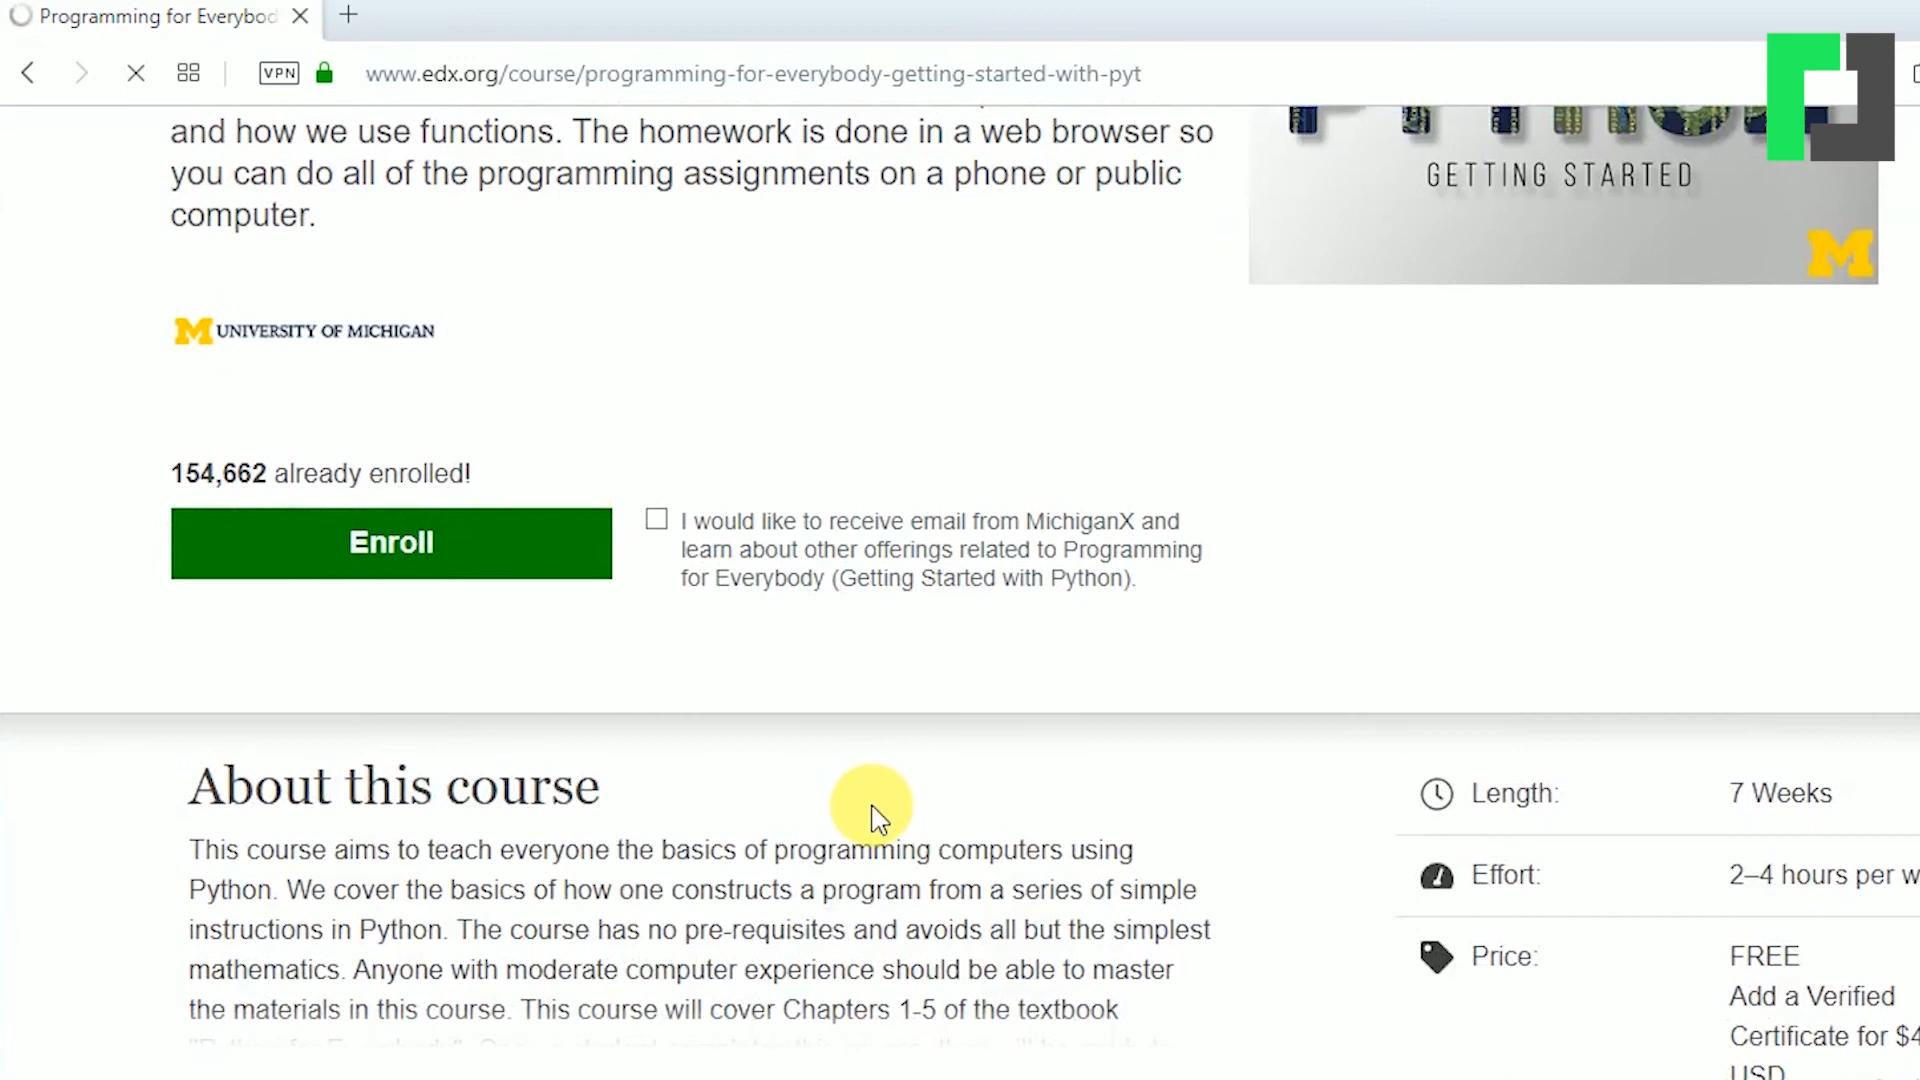 Programming for Everybod
VPN
www.edx.org/course/programming-for-everybody-getting-started-with-pyt
and how we use functions. The homework is done in a web browser so
you can do all of the programming assignments on a phone or public
computer.
GETTING STARTED
M
M UNIVERSITY OF MICHIGAN
154,662 already enrolled!
Enroll
I would like to receive email from MichiganX and
learn about other offerings related to Programming
for Everybody (Getting Started with Python).
About this course
This course aims to teach everyone the basics of programming computers using
Python. We cover the basics of how one constructs a program from a series of simple
instructions in Python. The course has no pre-requisites and avoids all but the simplest
mathematics. Anyone with moderate computer experience should be able to master
the materials in this course. This course will cover Chapters 1-5 of the textbook
Length: 7 Weeks
Effort: 2–4 hours per w
Price: FREE
Add a Verified
Certificate for $4
USD